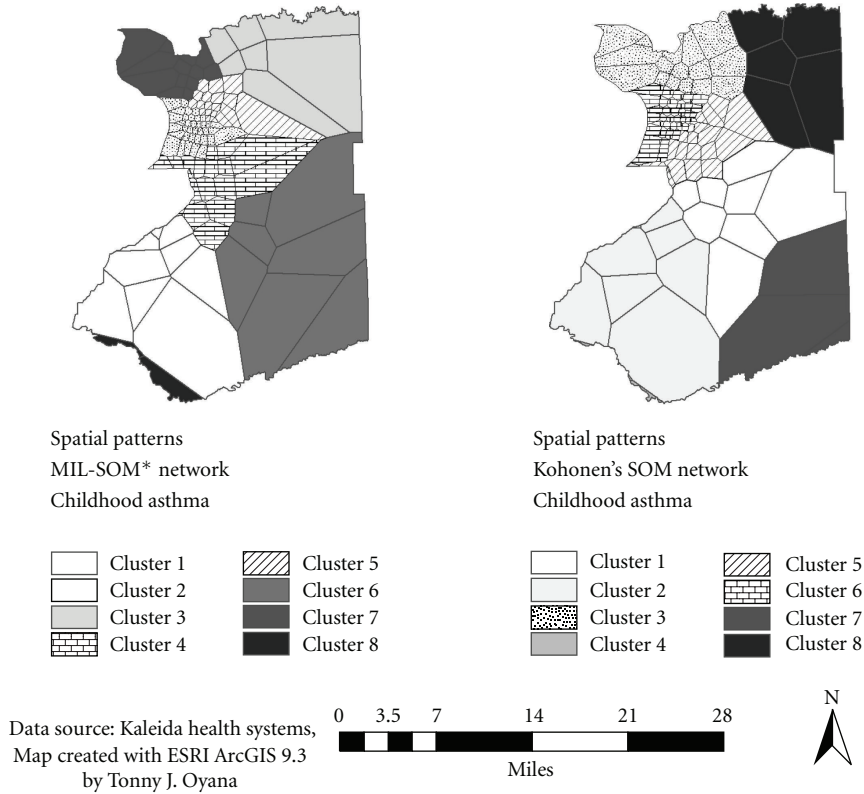 Spatial patterns
MIL-SOM* network
Childhood asthma
Cluster 1
Cluster 2
Cluster 3
Cluster 4
Cluster 5
Cluster 6
Cluster 7
Cluster 8
Spatial patterns
Kohonen's SOM network
Childhood asthma
Cluster 1
Cluster 2
Cluster 3
Cluster 4
Cluster 5
Cluster 6
Cluster 7
Cluster 8
Data source: Kaleida health systems,
Map created with ESRI ArcGIS 9.3
by Tonny J. Oyana
0 3.5 7 14 21 28
Miles
N